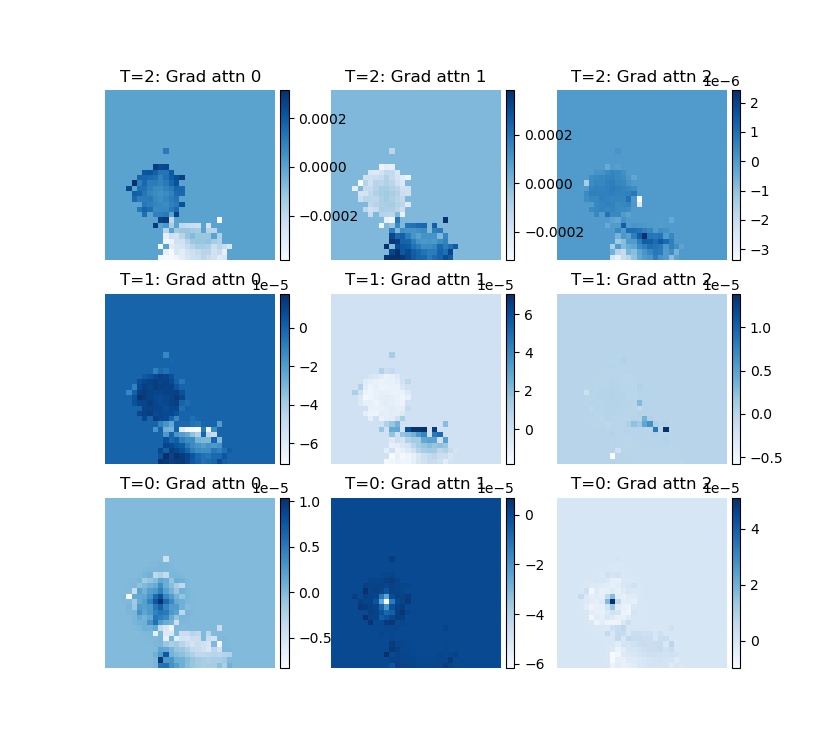 T=2: Grad attn 0
T=2: Grad attn 1
T=2: Grad attn 2
1e−6
0.0002
0.0000
−0.0002
0.0002
0.0000
−0.0002
2
1
0
−1
−2
−3
T=1: Grad attn 0
1e−5
T=1: Grad attn 1
1e−5
T=1: Grad attn 2
1e−5
0
−2
−4
−6
6
4
2
0
1.0
0.5
0.0
−0.5
T=0: Grad attn 0
1e−5
T=0: Grad attn 1
1e−5
T=0: Grad attn 2
1e−5
1.0
0.5
0.0
−0.5
0
−2
−4
−6
4
2
0